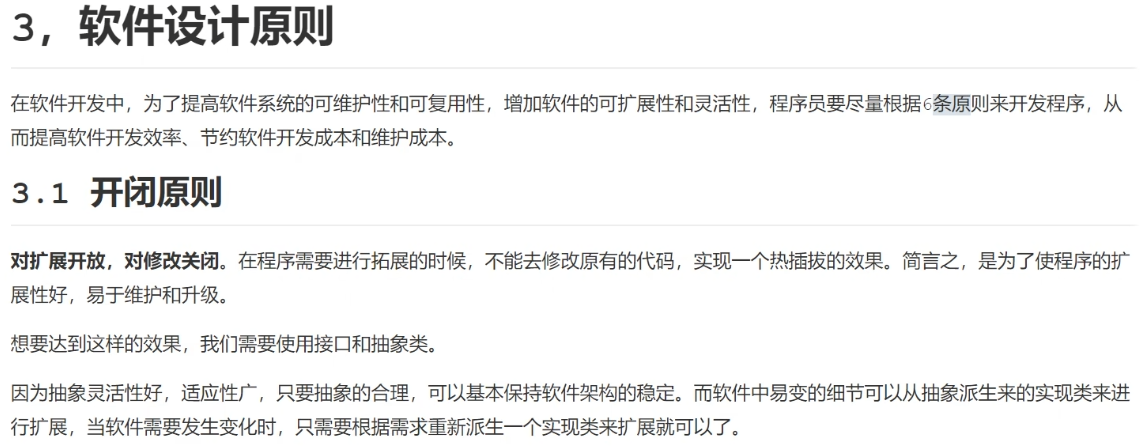 3，软件设计原则
在软件开发中，为了提高软件系统的可维护性和可复用性，增加软件的可扩展性和灵活性，程序员要尽量根据6条原则来开发程序，从
而提高软件开发效率、节约软件开发成本和维护成本。
3.1 开闭原则
对扩展开放，对修改关闭。在程序需要进行拓展的时候，不能去修改原有的代码，实现一个热插拔的效果。简言之，是为了使程序的扩
展性好，易于维护和升级。
想要达到这样的效果，我们需要使用接口和抽象类。
因为抽象灵活性好，适应性广，只要抽象的合理，可以基本保持软件架构的稳定。而软件中易变的细节可以从抽象派生来的实现类来进
行扩展，当软件需要发生变化时，只需要根据需求重新派生一个实现类来扩展就可以了。